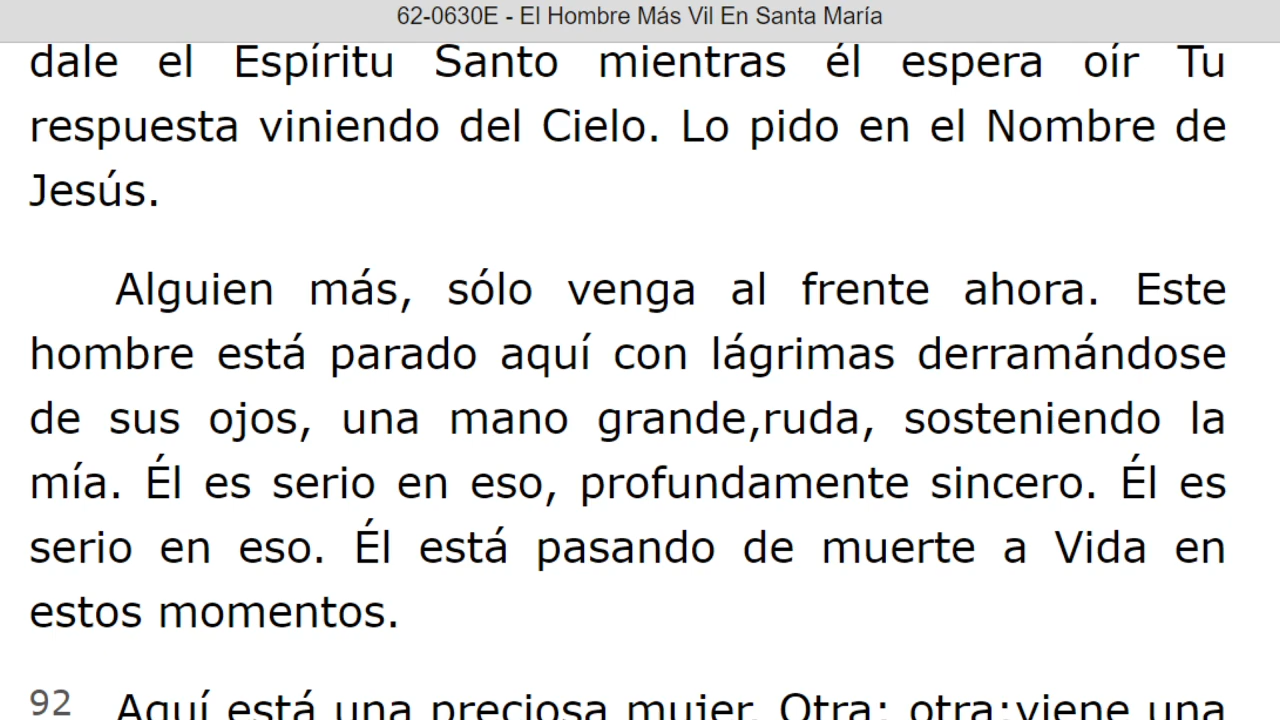 62-0630E - El Hombre Más Vil En Santa María
dale el Espíritu Santo mientras él espera oír Tu
respuesta viniendo del Cielo. Lo pido en el Nombre de
Jesús.
Alguien más, sólo venga al frente ahora. Este
hombre está parado aquí con lágrimas derramándose
de sus ojos, una mano grande,ruda, sosteniendo la
mía. Él es serio en eso, profundamente sincero. Él es
serio en eso. Él está pasando de muerte a Vida en
estos momentos.
92 Aquí está una preciosa mujer. Otra; otra;viene una